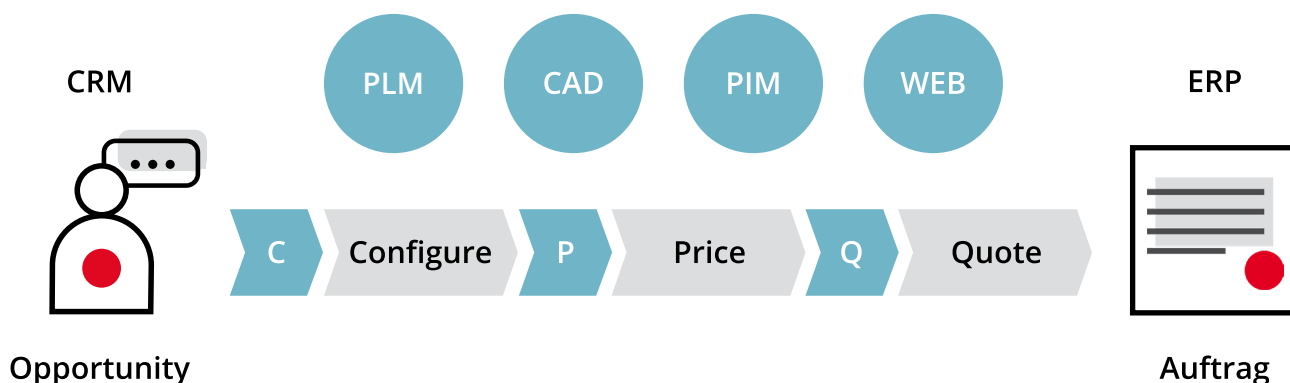 CRM
PLM
CAD
PIM
WEB
ERP
C
Configure
P
Price
Q
Quote
Opportunity
Auftrag